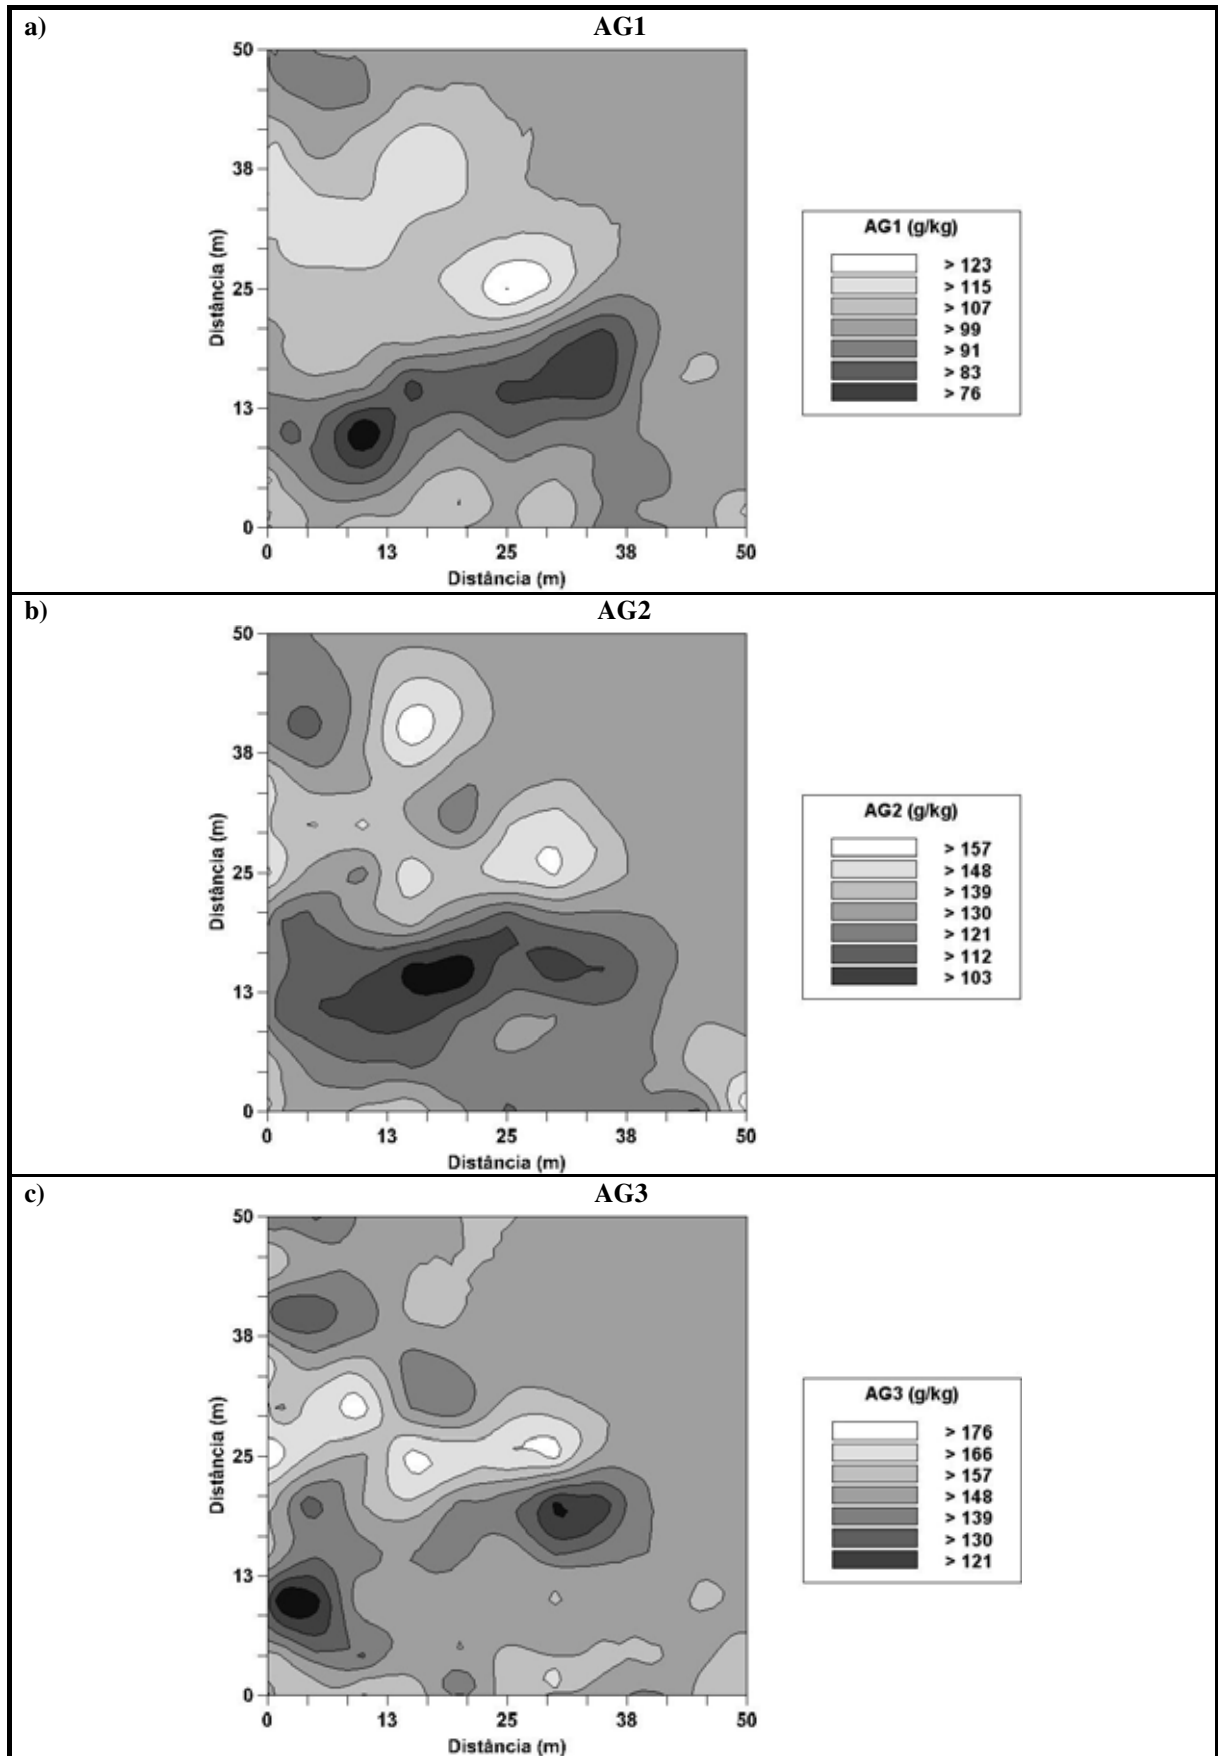 a)
AG1
50
38
25
13
0
Distância (m)
0 13 25 38 50
Distância (m)
AG1 (g/kg)
> 123
> 115
> 107
> 99
> 91
> 83
> 76
b)
AG2
50
38
25
13
0
Distância (m)
0 13 25 38 50
Distância (m)
AG2 (g/kg)
> 157
> 148
> 139
> 130
> 121
> 112
> 103
c)
AG3
50
38
25
13
0
Distância (m)
0 13 25 38 50
Distância (m)
AG3 (g/kg)
> 176
> 166
> 157
> 148
> 139
> 130
> 121